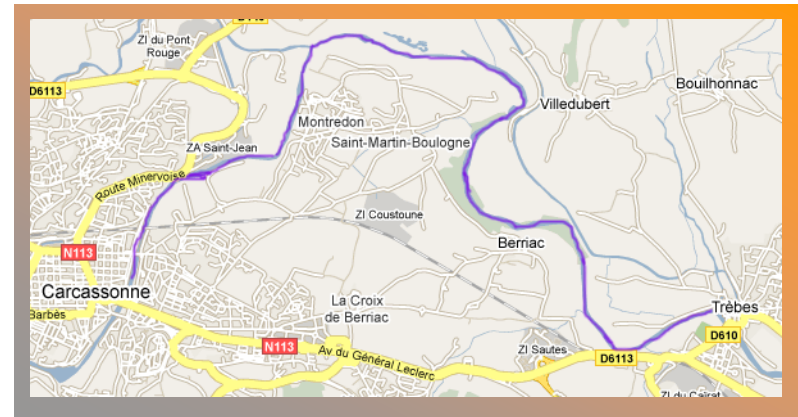 D148
ZI du Pont
Rouge
D6113
Bouilhonnac
Villedubert
Montredon
ZA Saint-Jean
Saint-Martin-Boulogne
Route Minervoise
ZI Coustoune
Berriac
N113
Carcassonne
La Croix
de Berriac
Trèbes
Barbès
D610
N113
Av du Général Leclerc
ZI Sautes
D6113
ZI du Caïrat